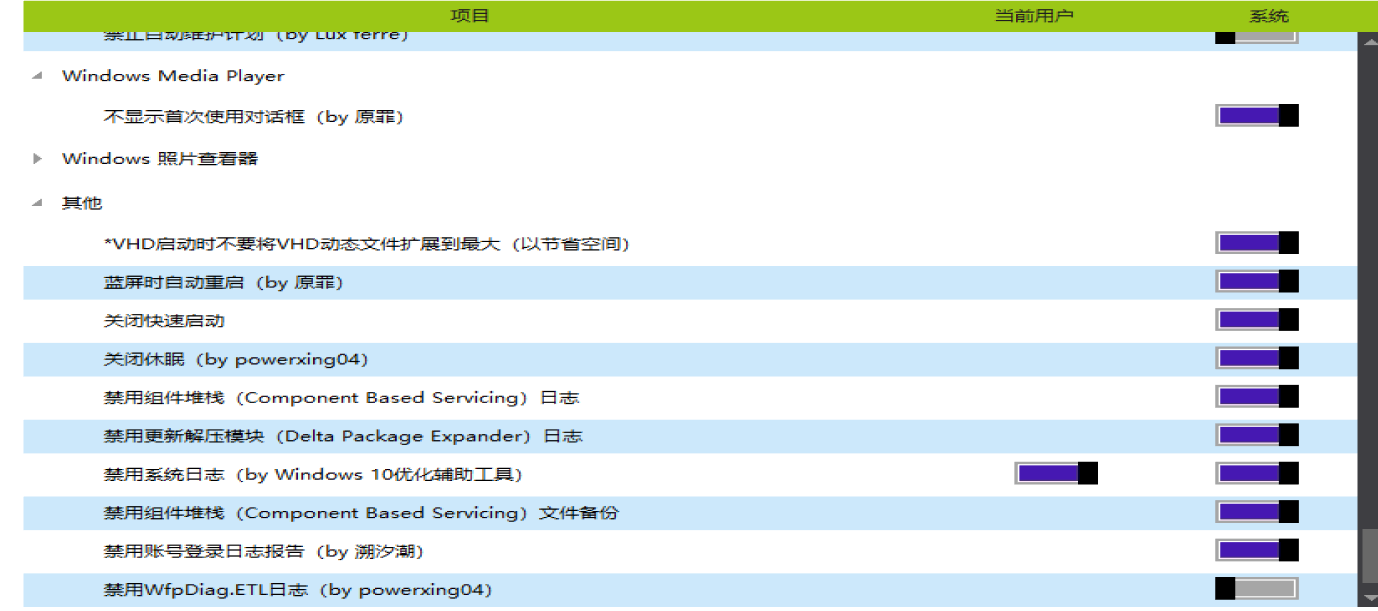 项目 当前用户 系统
禁止自动维护计划（by Lux ferre）
Windows Media Player
不显示首次使用对话框（by 原罪）
Windows 照片查看器
其他
*VHD启动时不要将VHD动态文件扩展到最大（以节省空间）
蓝屏时自动重启（by 原罪）
关闭快速启动
关闭休眠（by powerxing04）
禁用组件堆栈（Component Based Servicing）日志
禁用更新解压模块（Delta Package Expander）日志
禁用系统日志（by Windows 10优化辅助工具）
禁用组件堆栈（Component Based Servicing）文件备份
禁用账号登录日志报告（by 溯汐潮）
禁用WfpDiag.ETL日志（by powerxing04）